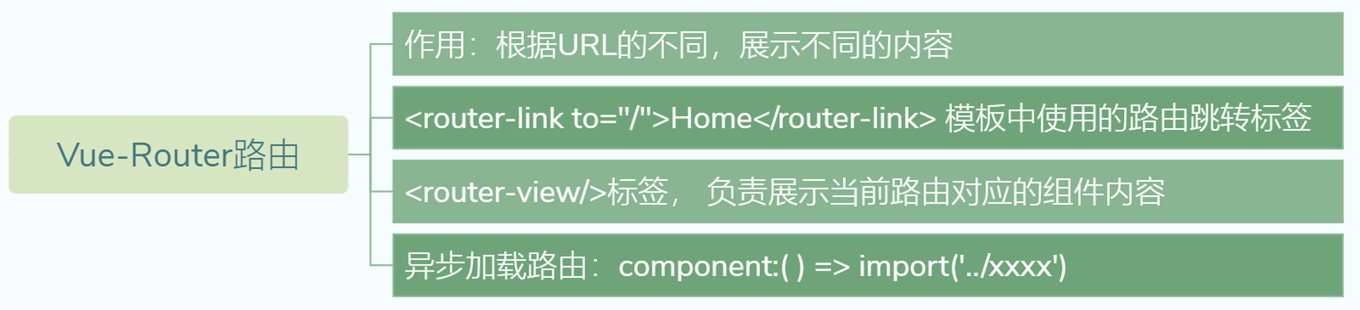 Vue-Router路由
作用：根据URL的不同，展示不同的内容
<router-link to="/">Home</router-link> 模板中使用的路由跳转标签
<router-view/>标签， 负责展示当前路由对应的组件内容
异步加载路由：component:( ) => import('../xxxx')